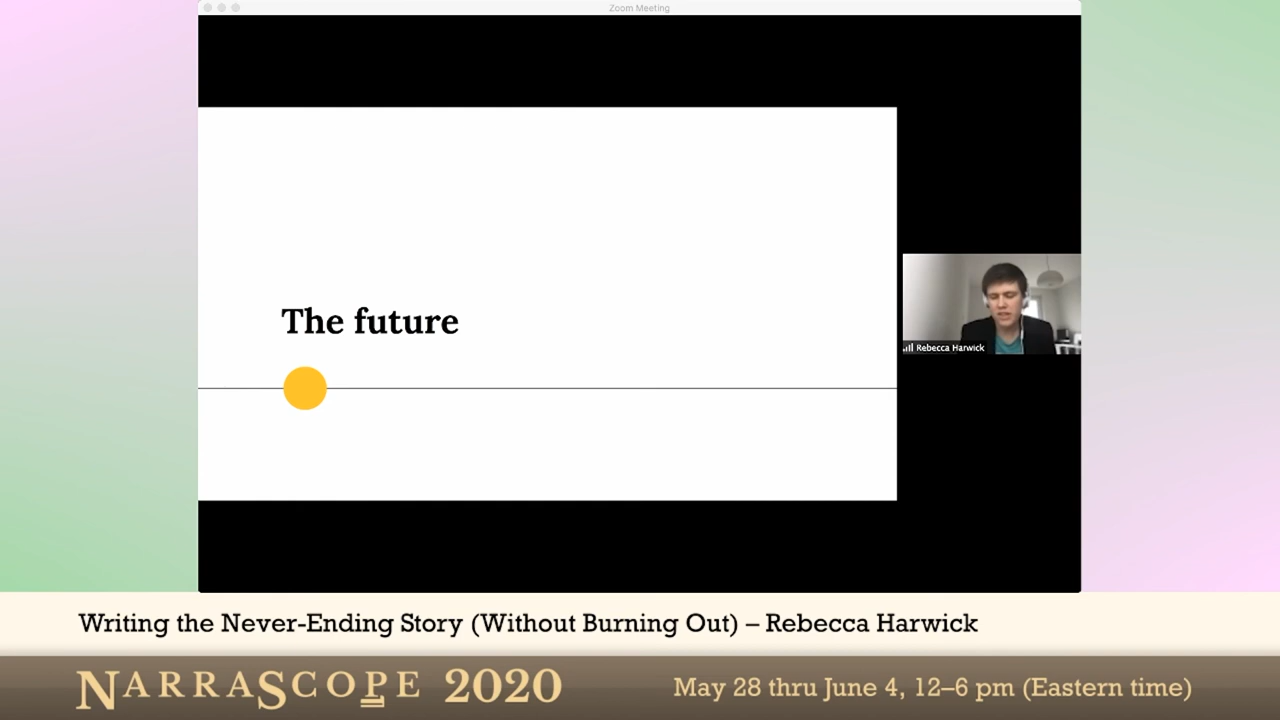 Zoom Meeting
The future
Rebecca Harwick
Writing the Never-Ending Story (Without Burning Out) – Rebecca Harwick
NARRASCOPE 2020
May 28 thru June 4, 12–6 pm (Eastern time)